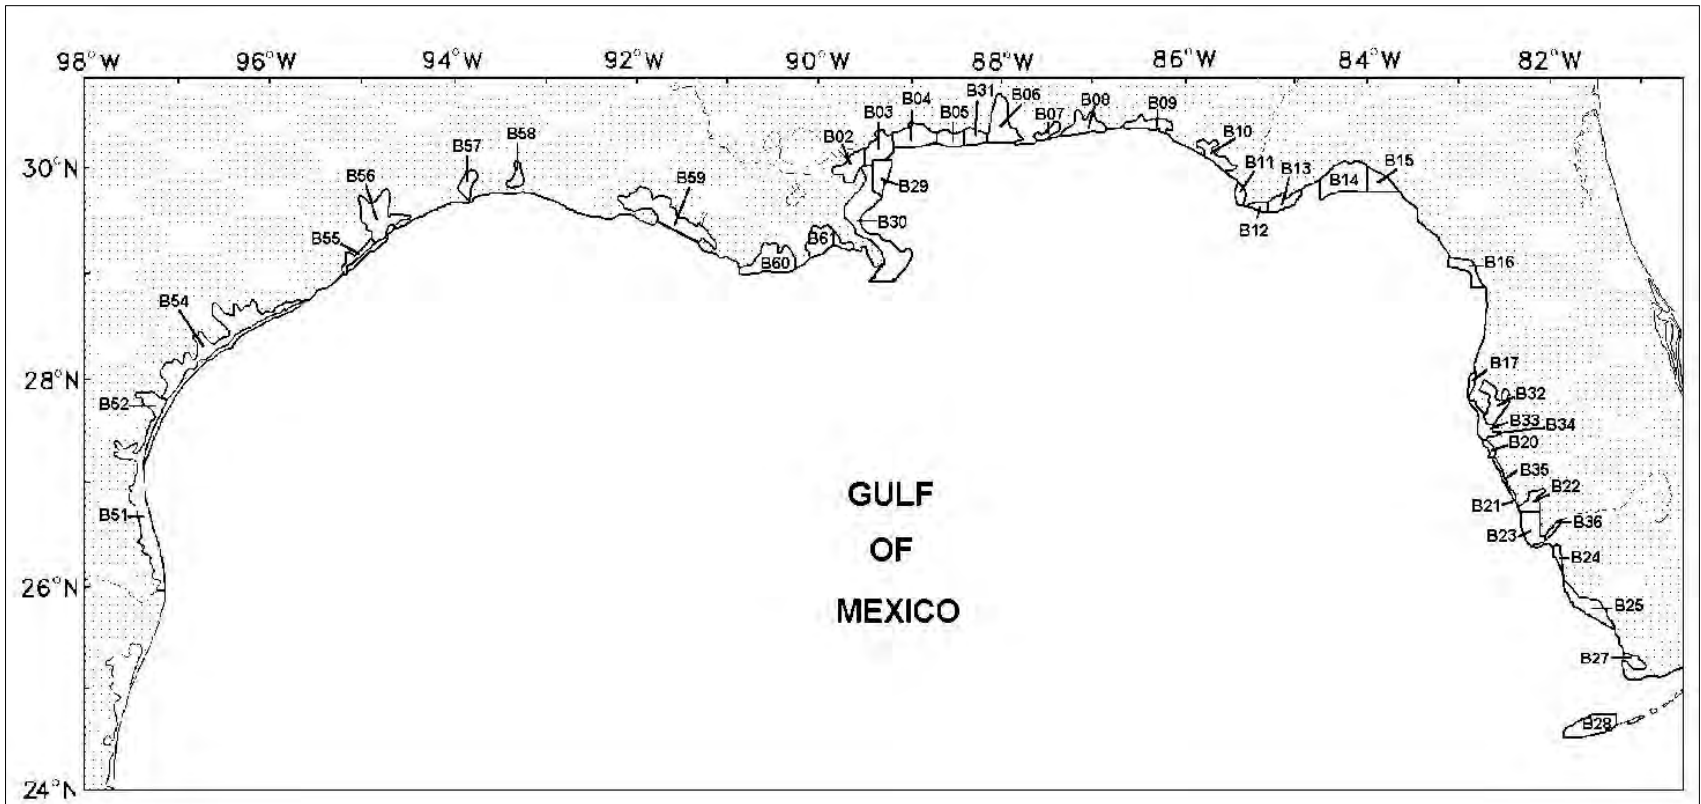 98°W 96°W 94°W 92°W 90°W 88°W 86°W 84°W 82°W
B31
B04 B06
B03 B05 B07 B08 B09
B58 B02 B10
B57
30°N B11 B13 B15
B56 B59 B29 B14
B30 B12
B55 B61
B60 B16
B54
B17
28°N
B52 B32
B33 B34
B20
B35
GULF B22
B51 B21
B36
B23
OF B24
26°N
MEXICO B25
B27
B28
24°N